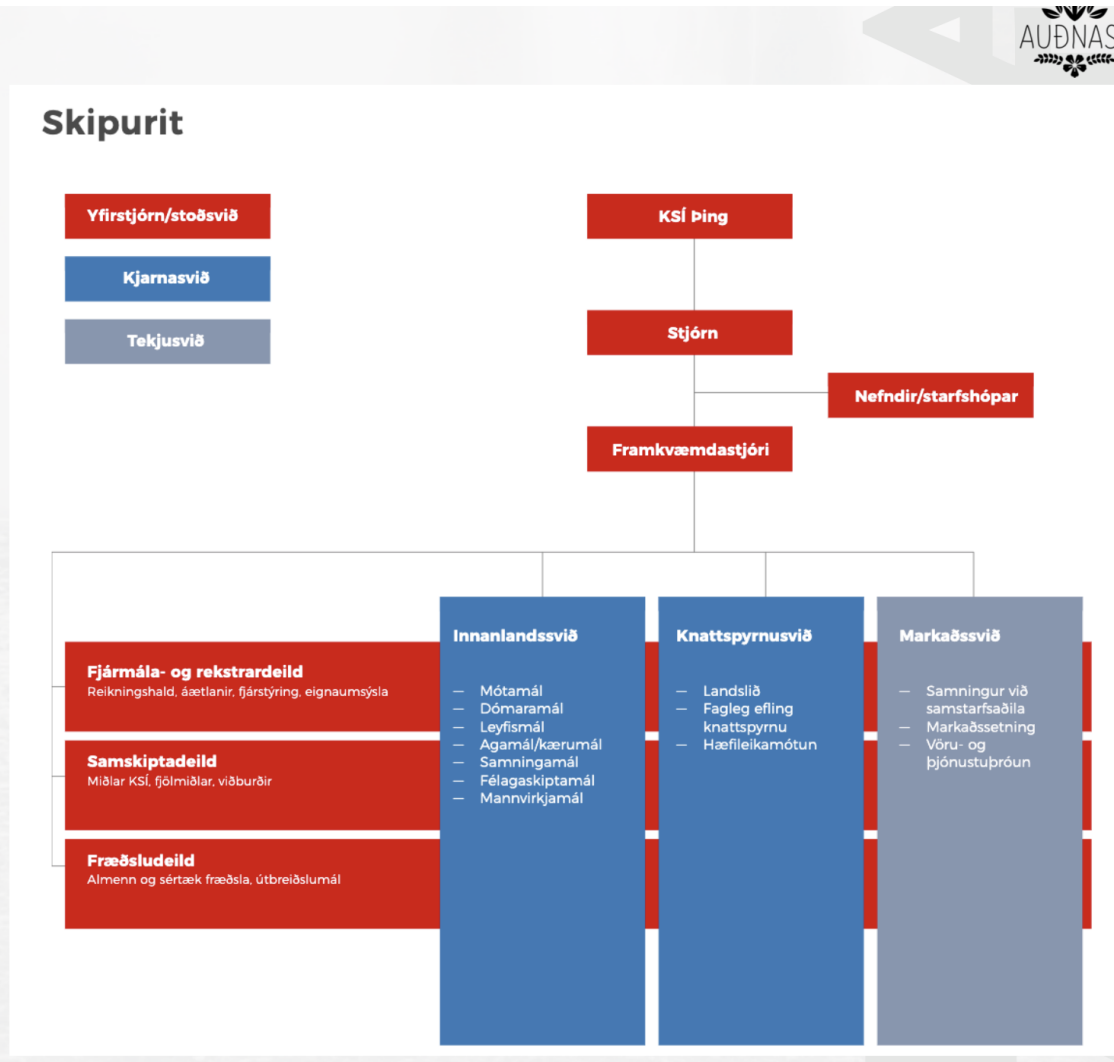 AUÐNAS
Skipurit
Yfirstjórn/stoðsvið
Kjarnasvið
Tekjusvið
KSÍ Þing
Stjórn
Nefndir/starfshópar
Framkvæmdastjóri
Fjármála- og rekstrardeild
Reikningshald, áætlanir, fjárstýring, eignaumsýsla
Samskiptadeild
Miðlar KSÍ, fjölmiðlar, viðburðir
Fræðsludeild
Almenn og sértæk fræðsla, útbreiðslumál
Innanlandssvið
— Mótamál
— Dómaramál
— Leyfismál
— Agamál/kærumál
— Samningamál
— Félagaskiptamál
— Mannvirkjamál
Knattspyrnusvið
— Landslið
— Fagleg efling
knattspyrnu
— Hæfileikamótun
Markaðssvið
— Samningur við
samstarfsaðila
— Markaðssetning
— Vöru- og
þjónustuþróun